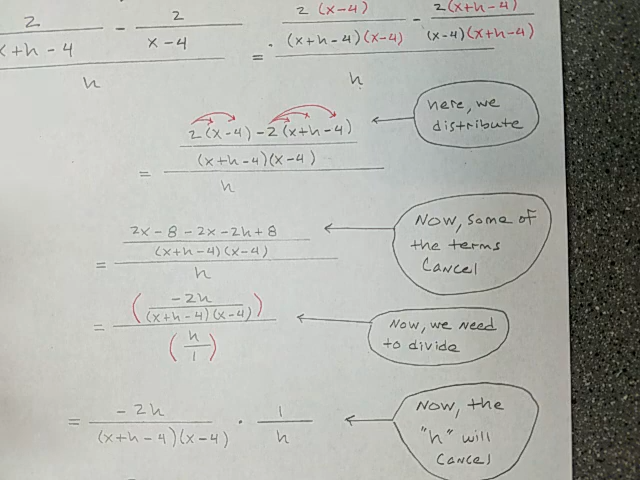 2/(x+h-4) - 2/(x-4) / h = 2(x-4)/(x+h-4)(x-4) - 2(x+h-4)/(x-4)(x+h-4) / h
= 2(x-4)-2(x+h-4)/(x+h-4)(x-4) / h
here, we
distribute
= 2x-8-2x-2h+8/(x+h-4)(x-4) / h
Now, some of
the terms
cancel
= (-2h/(x+h-4)(x-4)) / (h/1)
Now, we need
to divide
= -2h/(x+h-4)(x-4) · 1/h
Now, the
"h" will
cancel